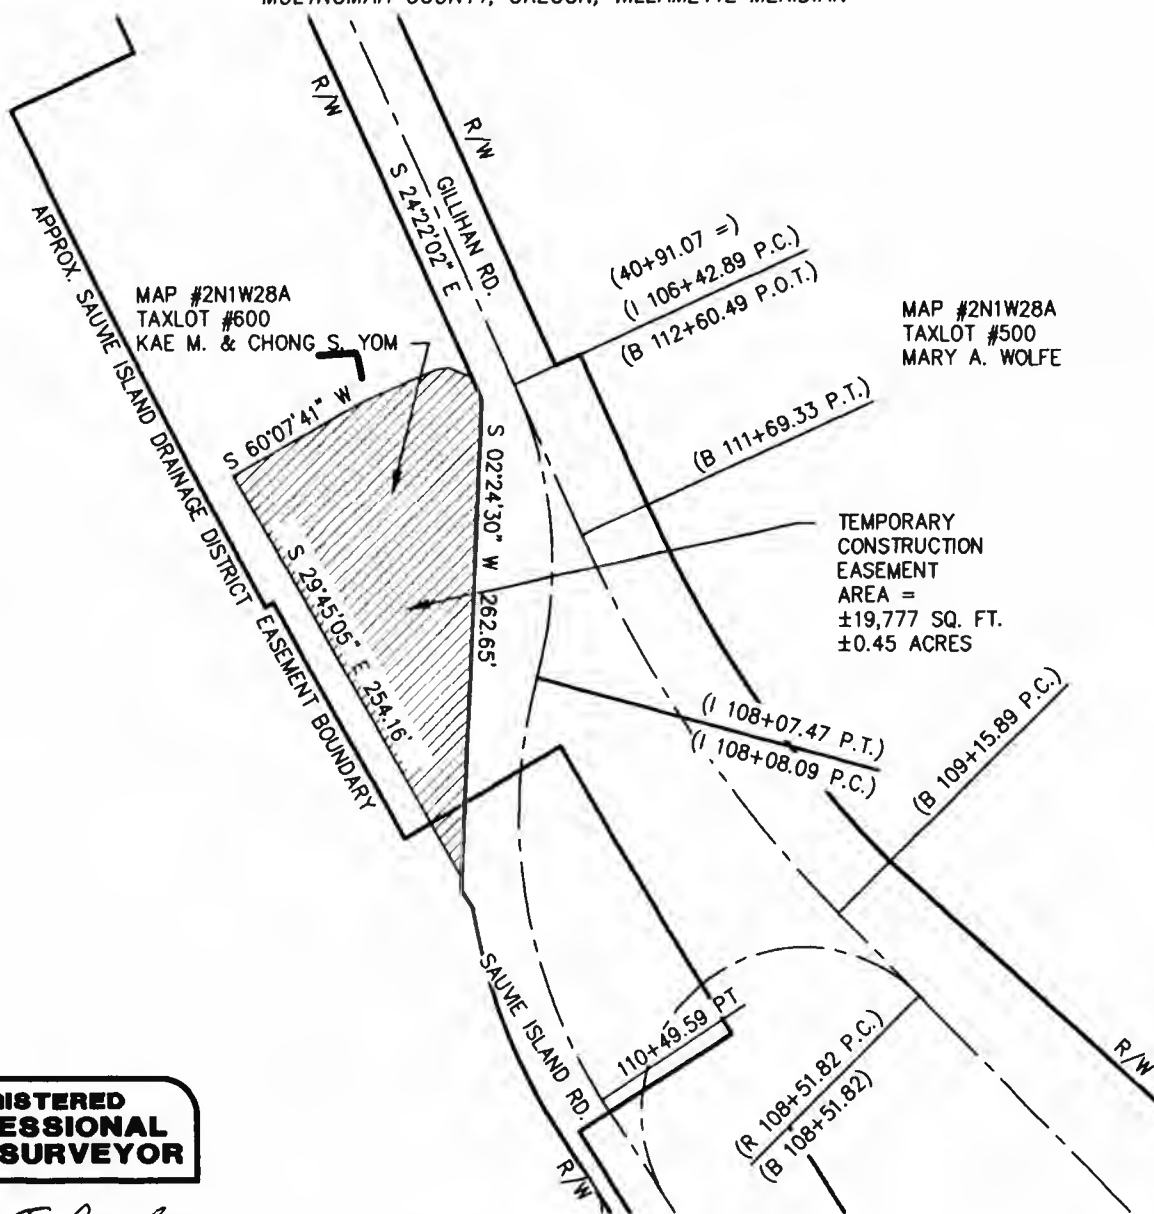 MULTNOMAH COUNTY, OREGON, WILLAMETTE MERIDIAN
R/W
R/W
S 24°22'02" E
GILLIHAN RD.
APPROX. SAUVIE ISLAND DRAINAGE DISTRICT EASEMENT BOUNDARY
MAP #2N1W28A
TAXLOT #600
KAE M. & CHONG S. YOM
(40+91.07 =)
(I 106+42.89 P.C.)
(B 112+60.49 P.O.T.)
MAP #2N1W28A
TAXLOT #500
MARY A. WOLFE
S 60°07'41" W
(B 111+69.33 P.T.)
S 02°24'30" W 262.65'
S 29°45'05" E 254.16'
TEMPORARY
CONSTRUCTION
EASEMENT
AREA =
±19,777 SQ. FT.
±0.45 ACRES
(I 108+07.47 P.T.)
(I 108+08.09 P.C.)
(B 109+15.89 P.C.)
SAUVIE ISLAND RD.
110+49.59 PT
(R 108+51.82 P.C.)
(B 108+51.82)
R/W
R/W
ISTERED
ESSIONAL
SURVEYOR